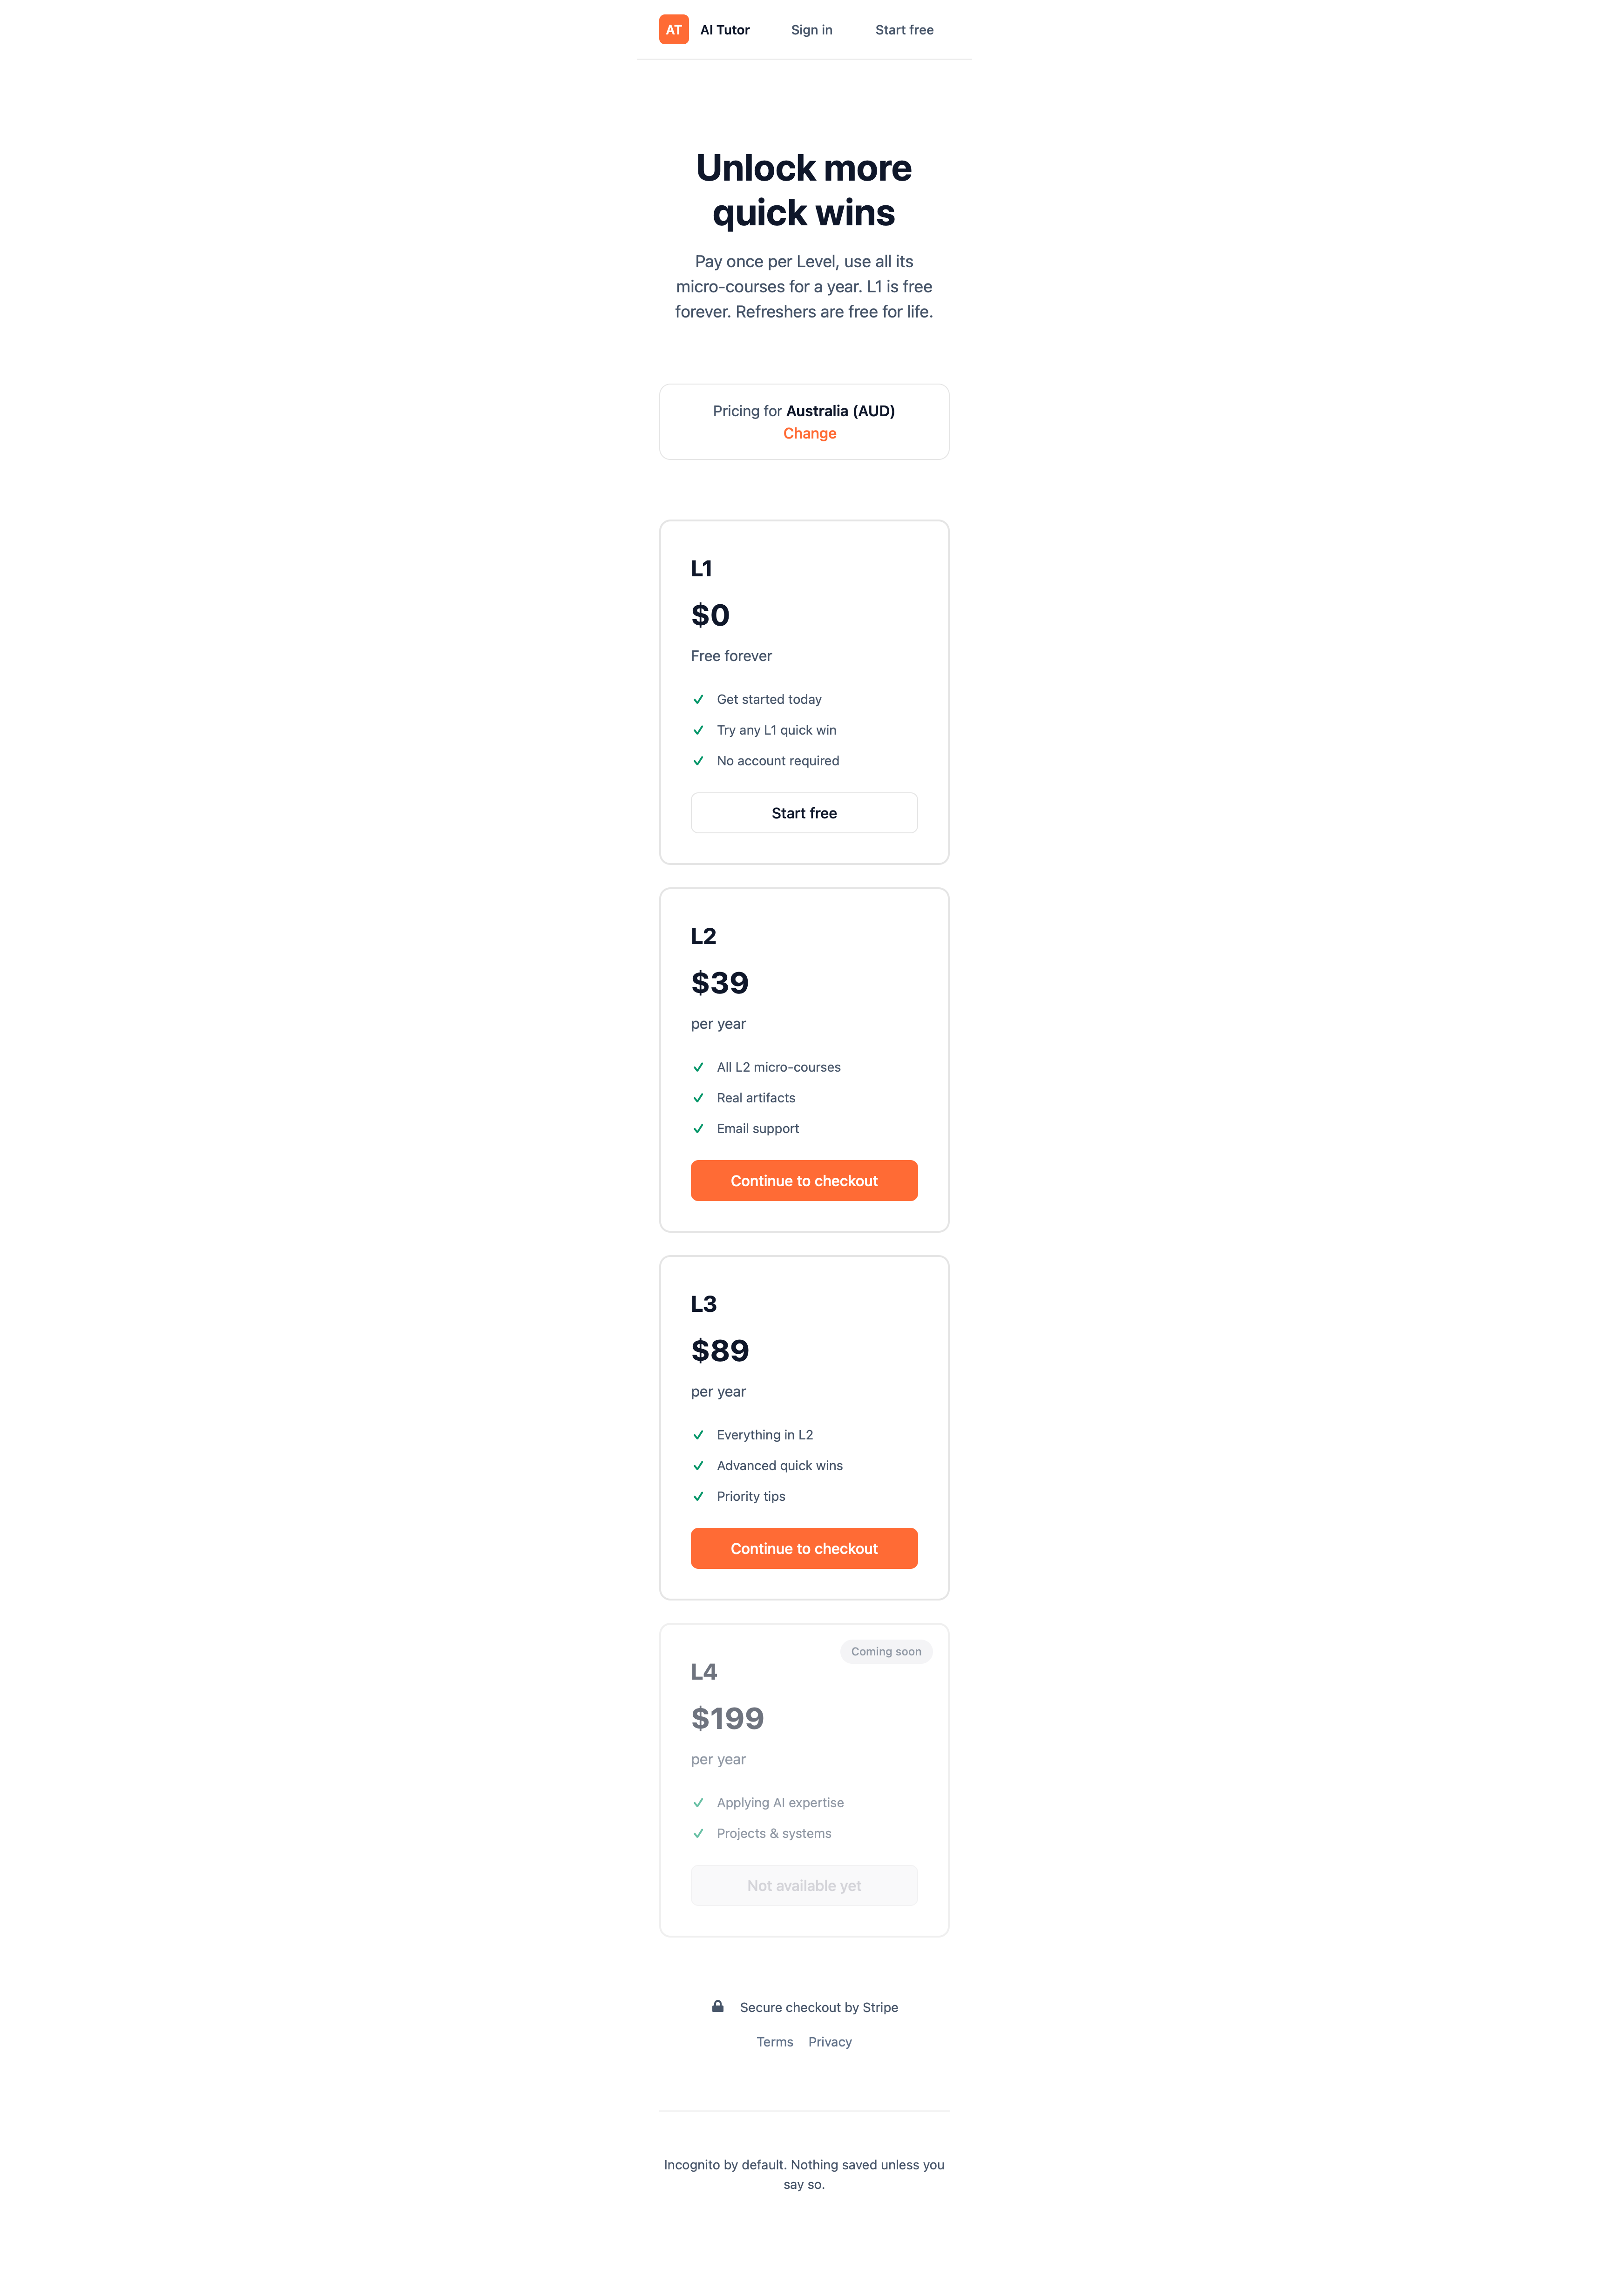 AT AI Tutor Sign in Start free
Unlock more
quick wins
Pay once per Level, use all its
micro-courses for a year. L1 is free
forever. Refreshers are free for life.
Pricing for Australia (AUD)
Change
L1
$0
Free forever
Get started today
Try any L1 quick win
No account required
Start free
L2
$39
per year
All L2 micro-courses
Real artifacts
Email support
Continue to checkout
L3
$89
per year
Everything in L2
Advanced quick wins
Priority tips
Continue to checkout
Coming soon
L4
$199
per year
Applying AI expertise
Projects & systems
Not available yet
Secure checkout by Stripe
Terms Privacy
Incognito by default. Nothing saved unless you
say so.